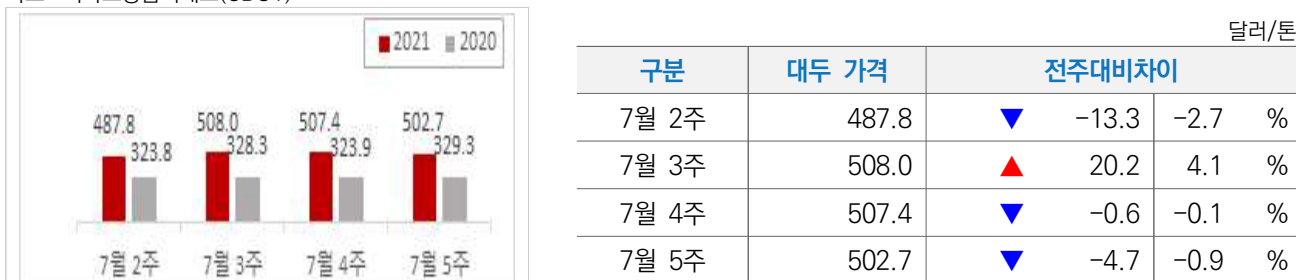 2021 2020
487.8 323.8 508.0 328.3 507.4 323.9 502.7 329.3
7월 2주 7월 3주 7월 4주 7월 5주
달러/톤
구분 대두 가격 전주대비차이
7월 2주 487.8 ▼ -13.3 -2.7 %
7월 3주 508.0 ▲ 20.2 4.1 %
7월 4주 507.4 ▼ -0.6 -0.1 %
7월 5주 502.7 ▼ -4.7 -0.9 %